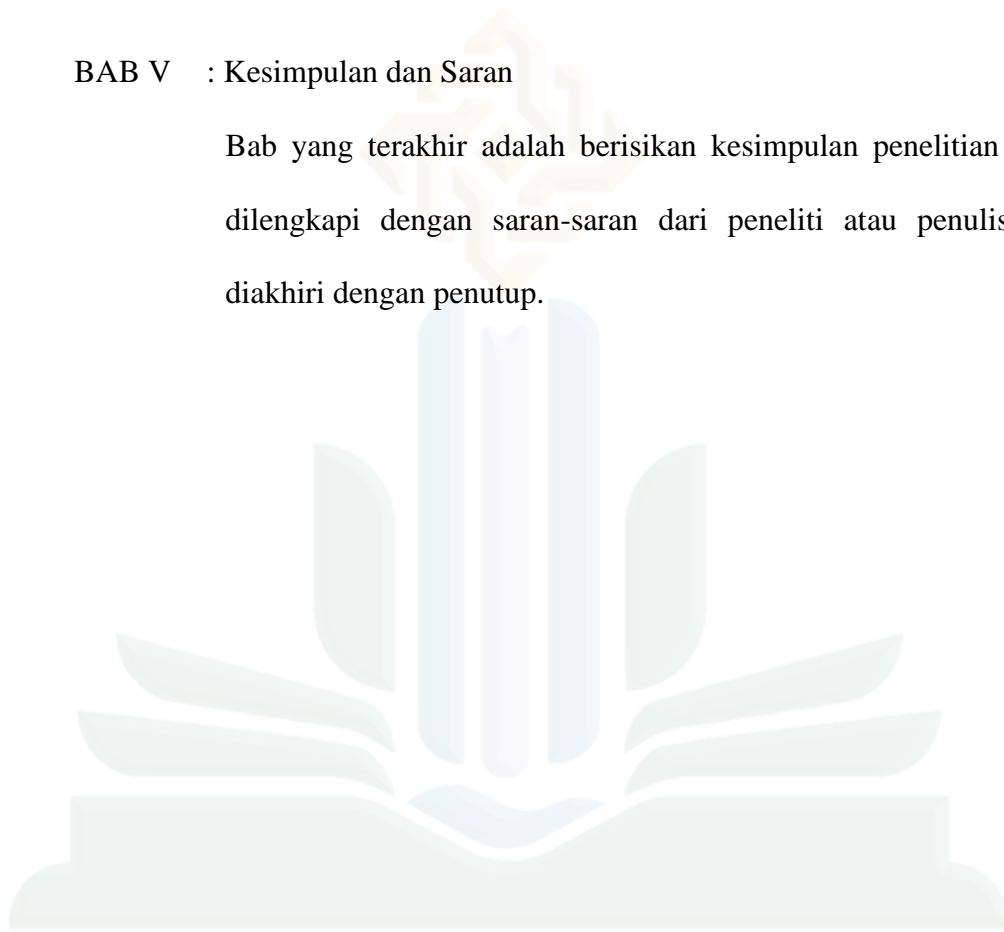 BAB V : Kesimpulan dan Saran
Bab yang terakhir adalah berisikan kesimpulan penelitian
dilengkapi dengan saran-saran dari peneliti atau penulis
diakhiri dengan penutup.